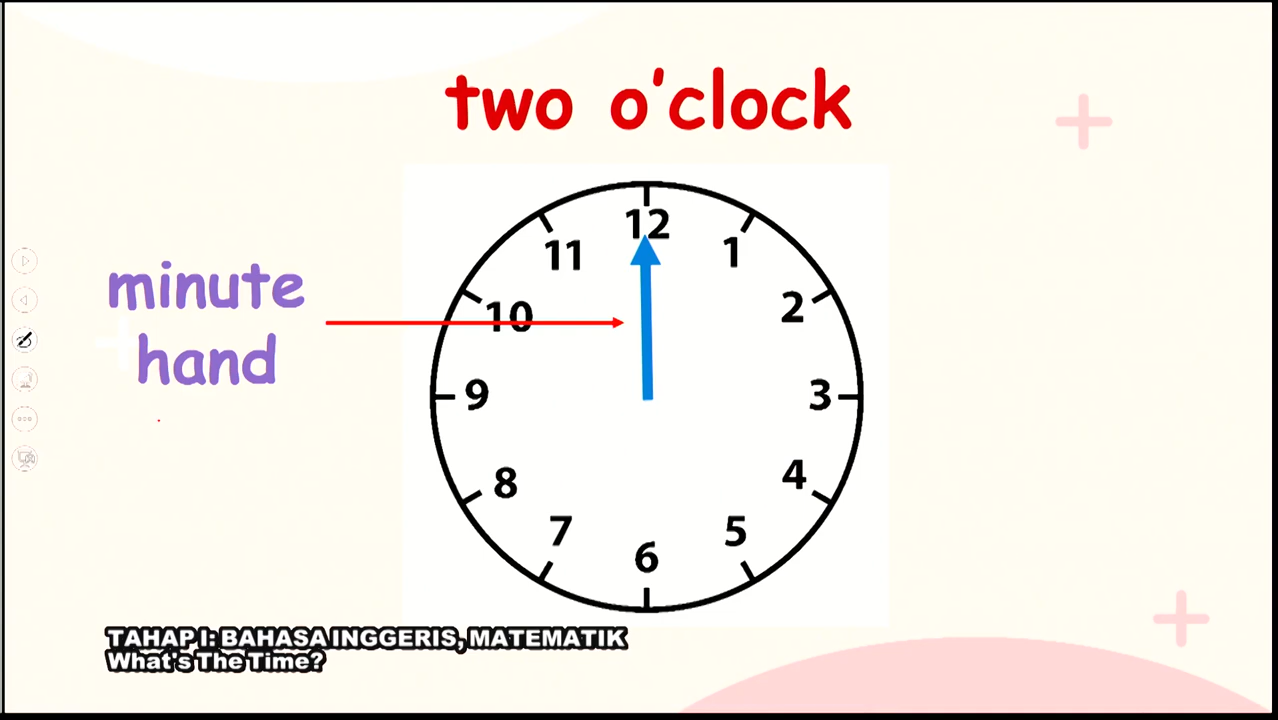 two o'clock
12
11
1
10
2
9
3
8
4
7
5
6
minute
hand
TAHAP I: BAHASA INGGERIS, MATEMATIK
What's The Time?